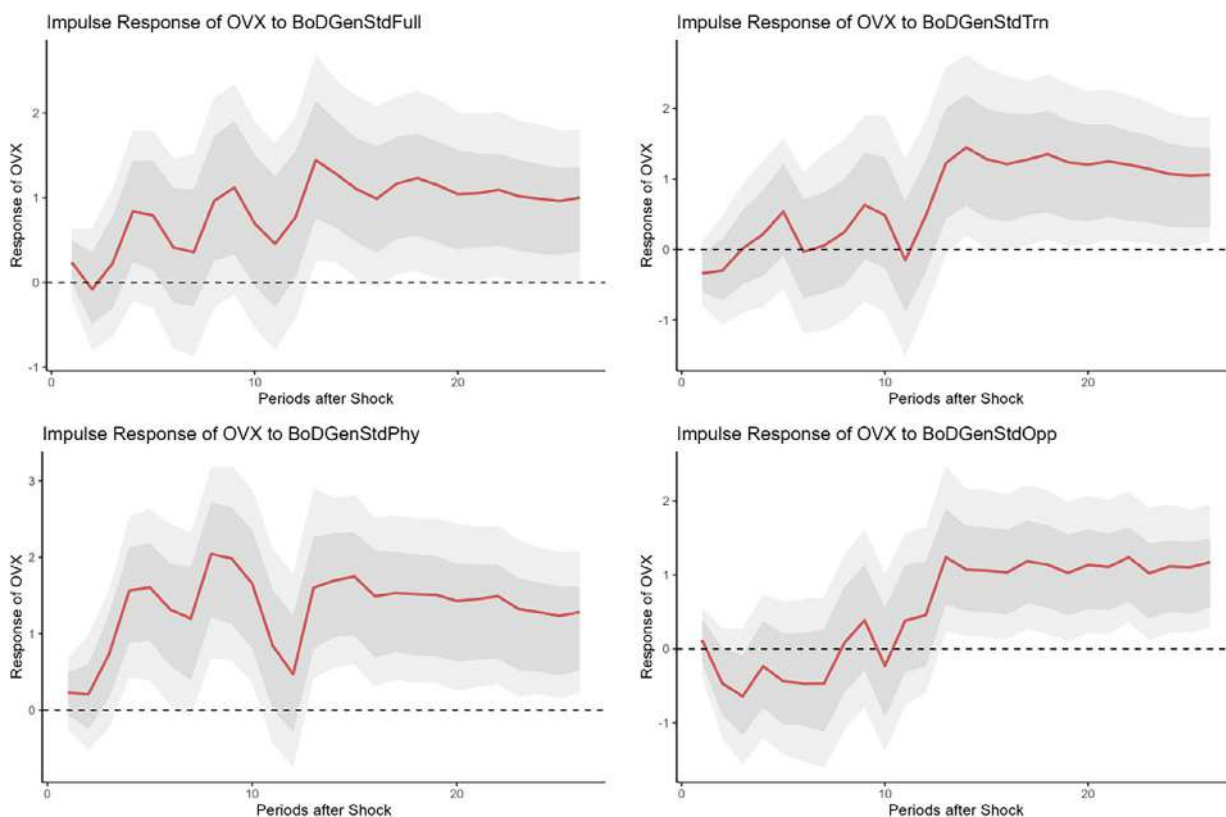 Impulse Response of OVX to BoDGenStdFull
Response of OVX
2
1
0
-1
0
10
20
Periods after Shock
Impulse Response of OVX to BoDGenStdTrn
Response of OVX
2
1
0
-1
0
10
20
Periods after Shock
Impulse Response of OVX to BoDGenStdPhy
Response of OVX
3
2
1
0
0
10
20
Periods after Shock
Impulse Response of OVX to BoDGenStdOpp
Response of OVX
2
1
0
-1
0
10
20
Periods after Shock